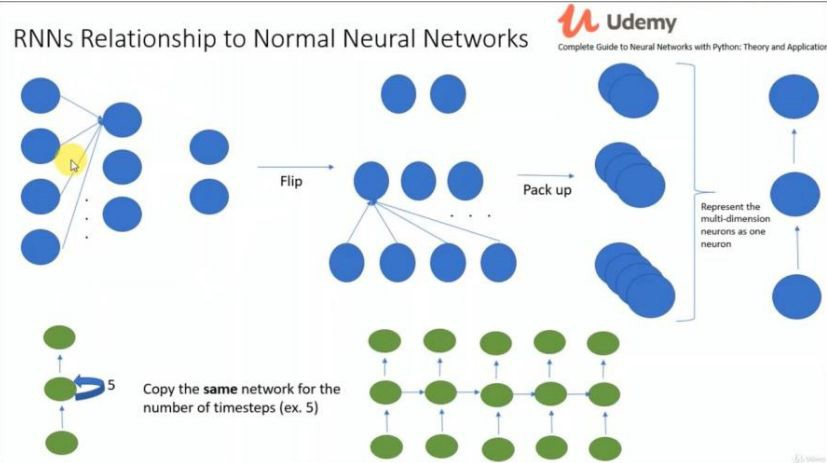 RNNs Relationship to Normal Neural Networks
Udemy
Complete Guide to Neural Networks with Python: Theory and Application
Flip
Pack up
Represent the
multi-dimension
neurons as one
neuron
5
Copy the same network for the
number of timesteps (ex. 5)
Udemy